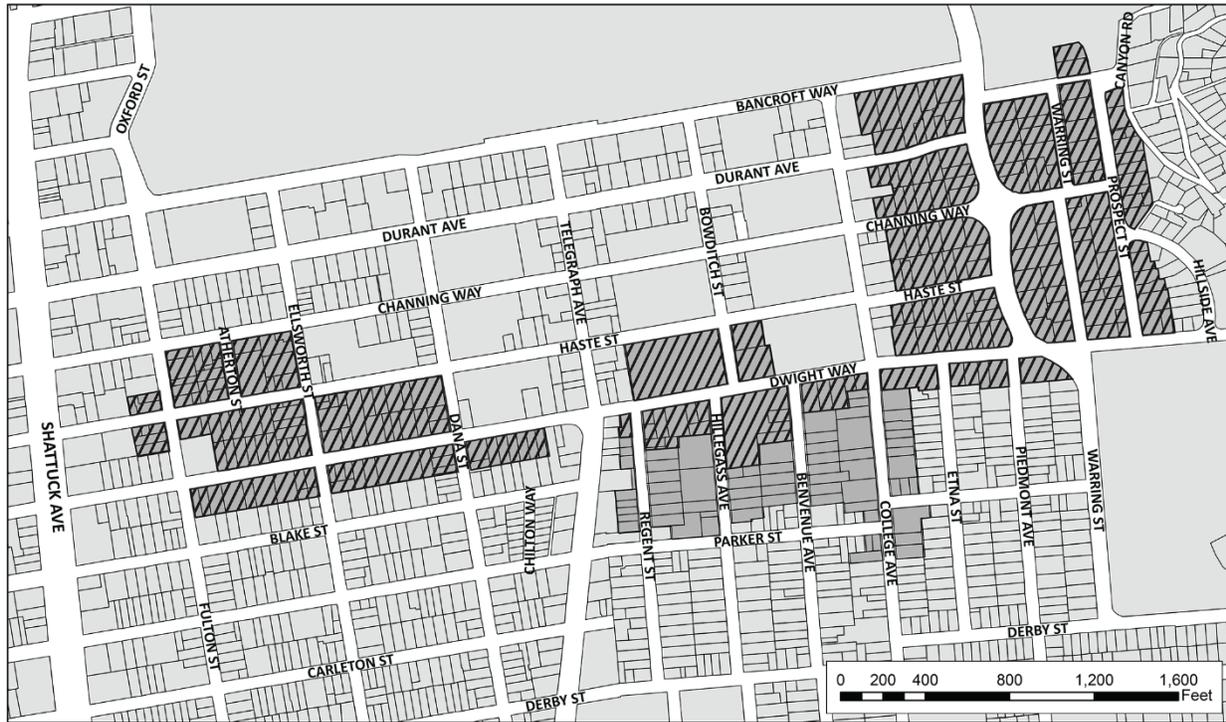 OXFORD ST
CANYON RD
BANCROFT WAY
WARRING ST
DURANT AVE
PROSPECT ST
DURANT AVE
TELEGRAPH AVE
BOWDITCH ST
CHANNING WAY
HILLSIDE AVE
CHANNING WAY
HASTE ST
ATHERTON ST
ELLSWORTH ST
HASTE ST
DWIGHT WAY
SHATTUCK AVE
DANA ST
HILLEGASS AVE
BENVENUE AVE
ETNA ST
PIEDMONT AVE
WARRING ST
CHILTON WAY
BLAKE ST
REGENT ST
PARKER ST
COLLEGE AVE
FULTON ST
DERBY ST
CARLETON ST
DERBY ST
0 200 400 800 1,200 1,600
Feet